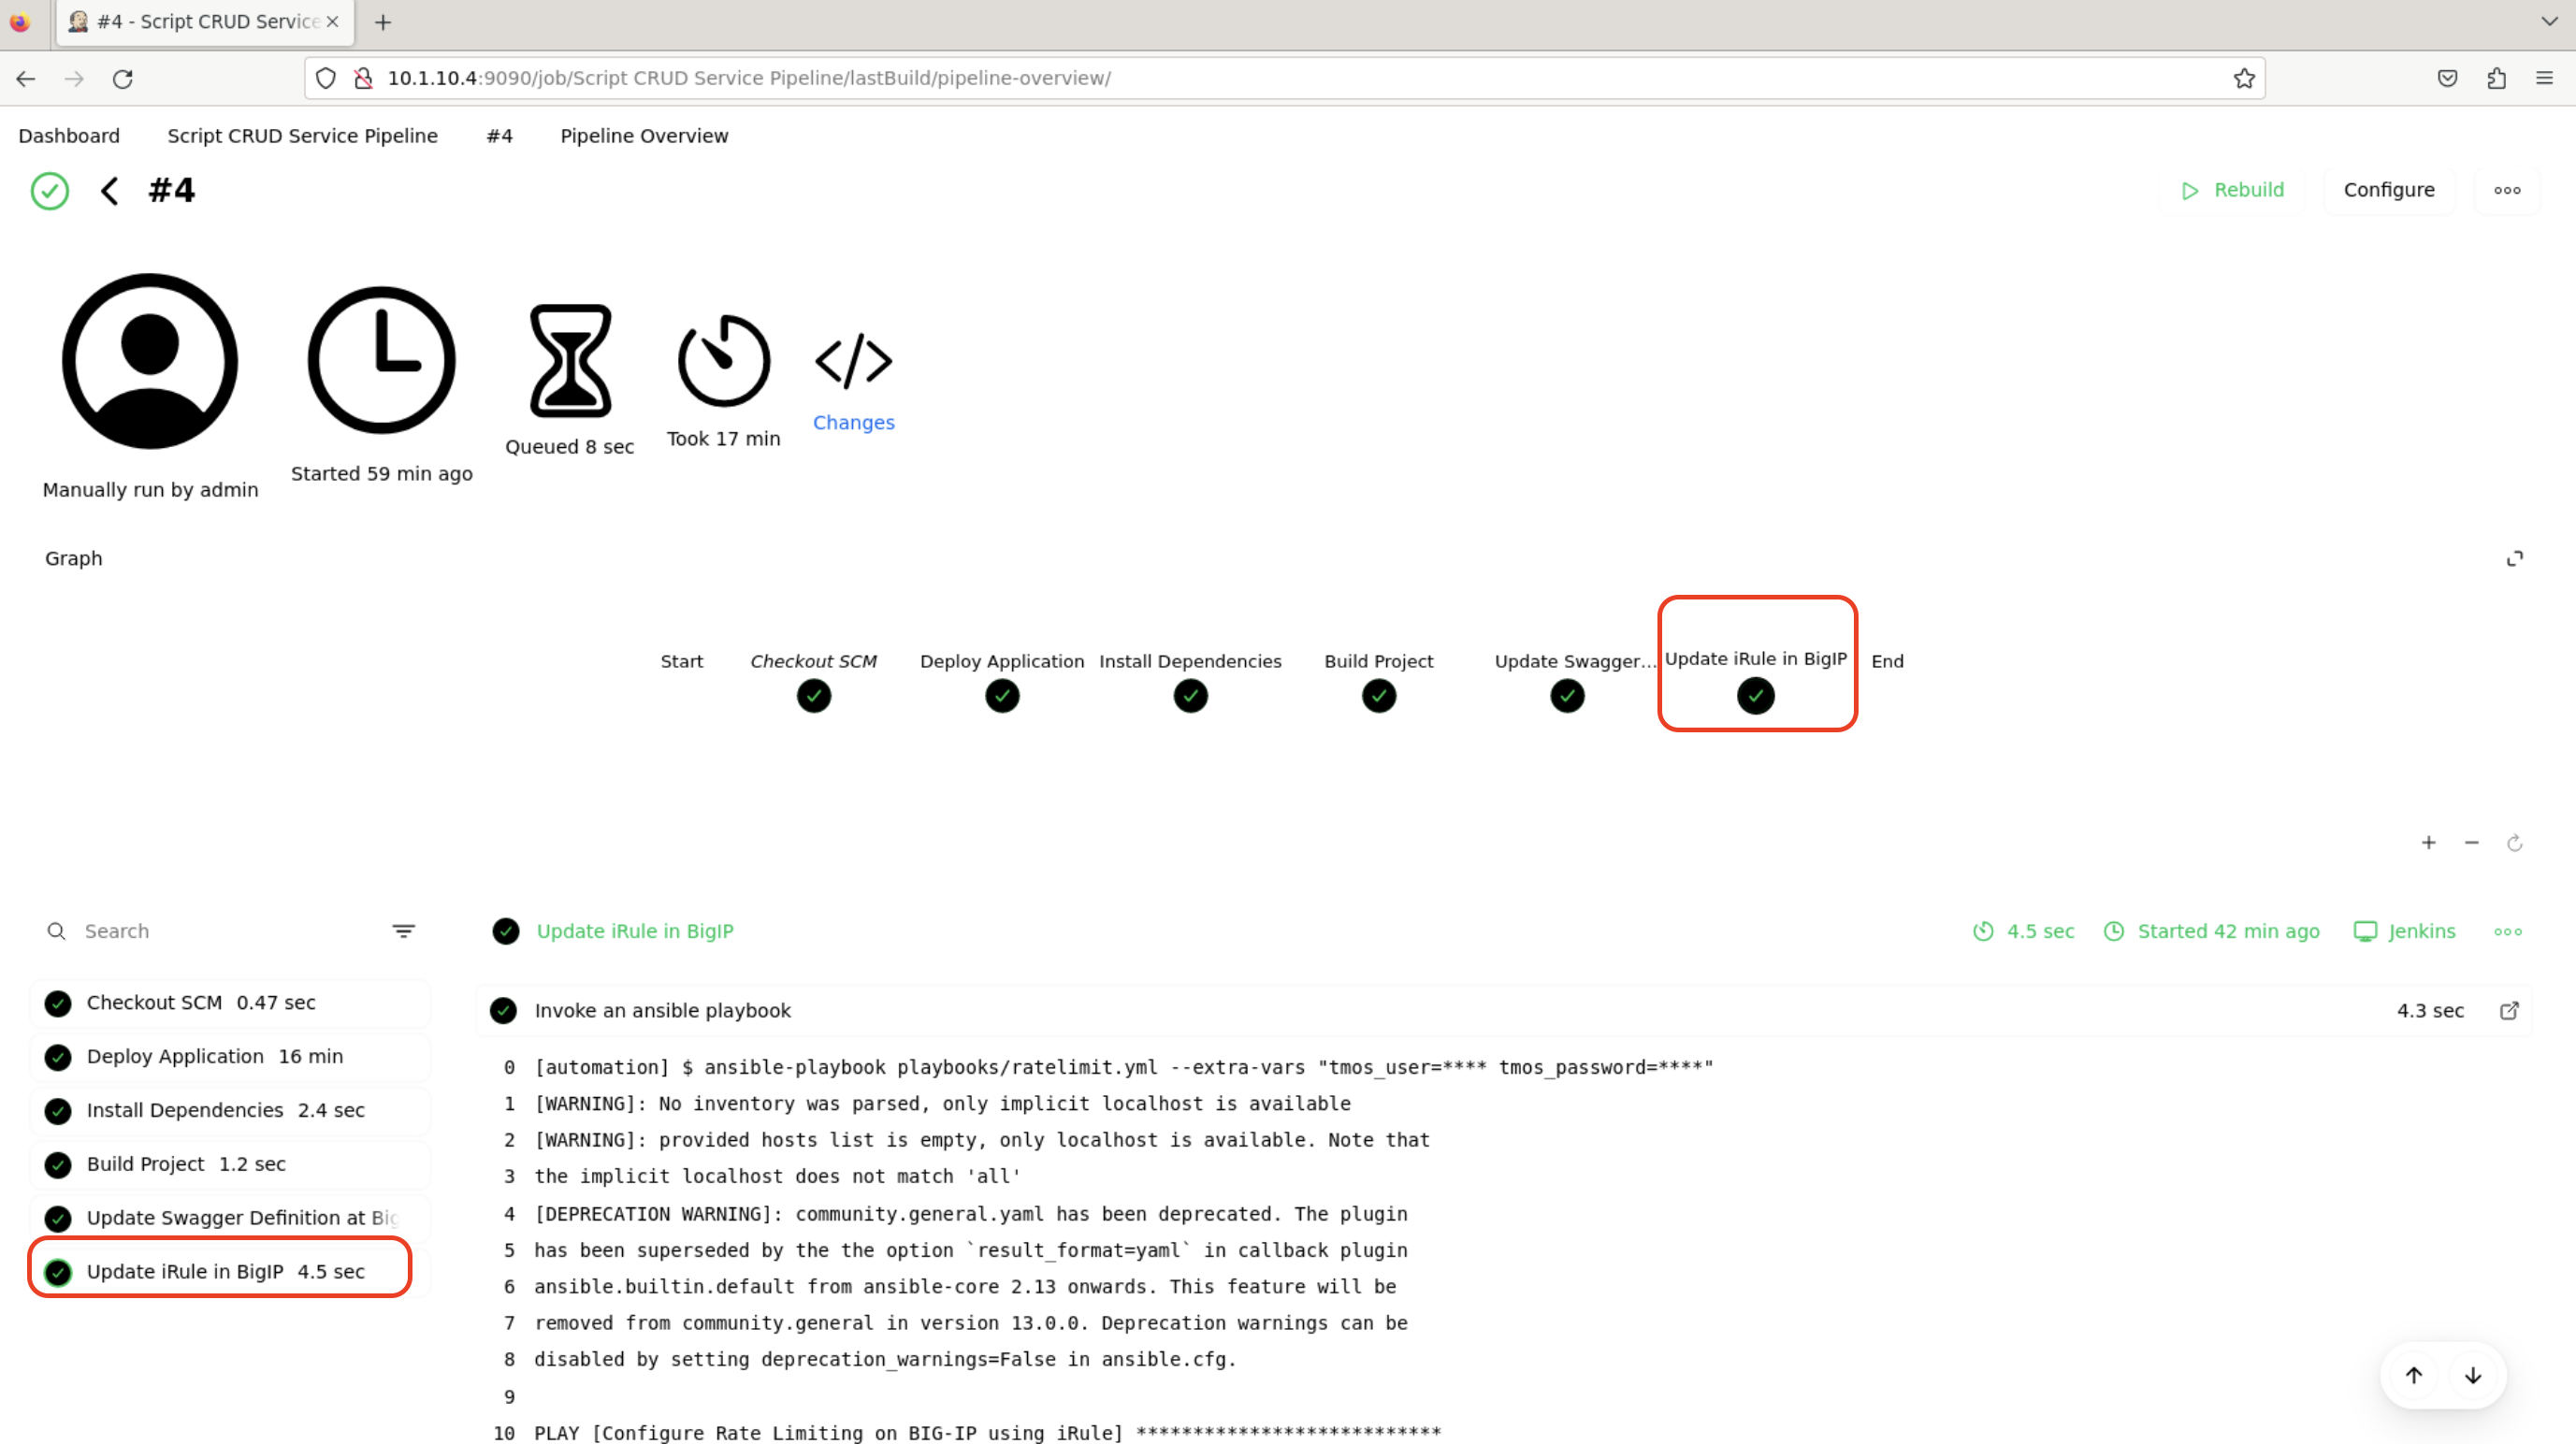 #4 - Script CRUD Service
10.1.10.4:9090/job/Script CRUD Service Pipeline/lastBuild/pipeline-overview/
Dashboard Script CRUD Service Pipeline #4 Pipeline Overview
#4
Rebuild Configure
Manually run by admin
Started 59 min ago
Queued 8 sec
Took 17 min
Changes
Graph
Start Checkout SCM Deploy Application Install Dependencies Build Project Update Swagger... Update iRule in BigIP End
Search
Checkout SCM 0.47 sec
Deploy Application 16 min
Install Dependencies 2.4 sec
Build Project 1.2 sec
Update Swagger Definition at Big
Update iRule in BigIP 4.5 sec
Update iRule in BigIP 4.5 sec Started 42 min ago Jenkins
Invoke an ansible playbook 4.3 sec
0 [automation] $ ansible-playbook playbooks/ratelimit.yml --extra-vars "tmos_user=**** tmos_password=****"
1 [WARNING]: No inventory was parsed, only implicit localhost is available
2 [WARNING]: provided hosts list is empty, only localhost is available. Note that
3 the implicit localhost does not match 'all'
4 [DEPRECATION WARNING]: community.general.yaml has been deprecated. The plugin
5 has been superseded by the the option `result_format=yaml` in callback plugin
6 ansible.builtin.default from ansible-core 2.13 onwards. This feature will be
7 removed from community.general in version 13.0.0. Deprecation warnings can be
8 disabled by setting deprecation_warnings=False in ansible.cfg.
9
10 PLAY [Configure Rate Limiting on BIG-IP using iRule] ***************************